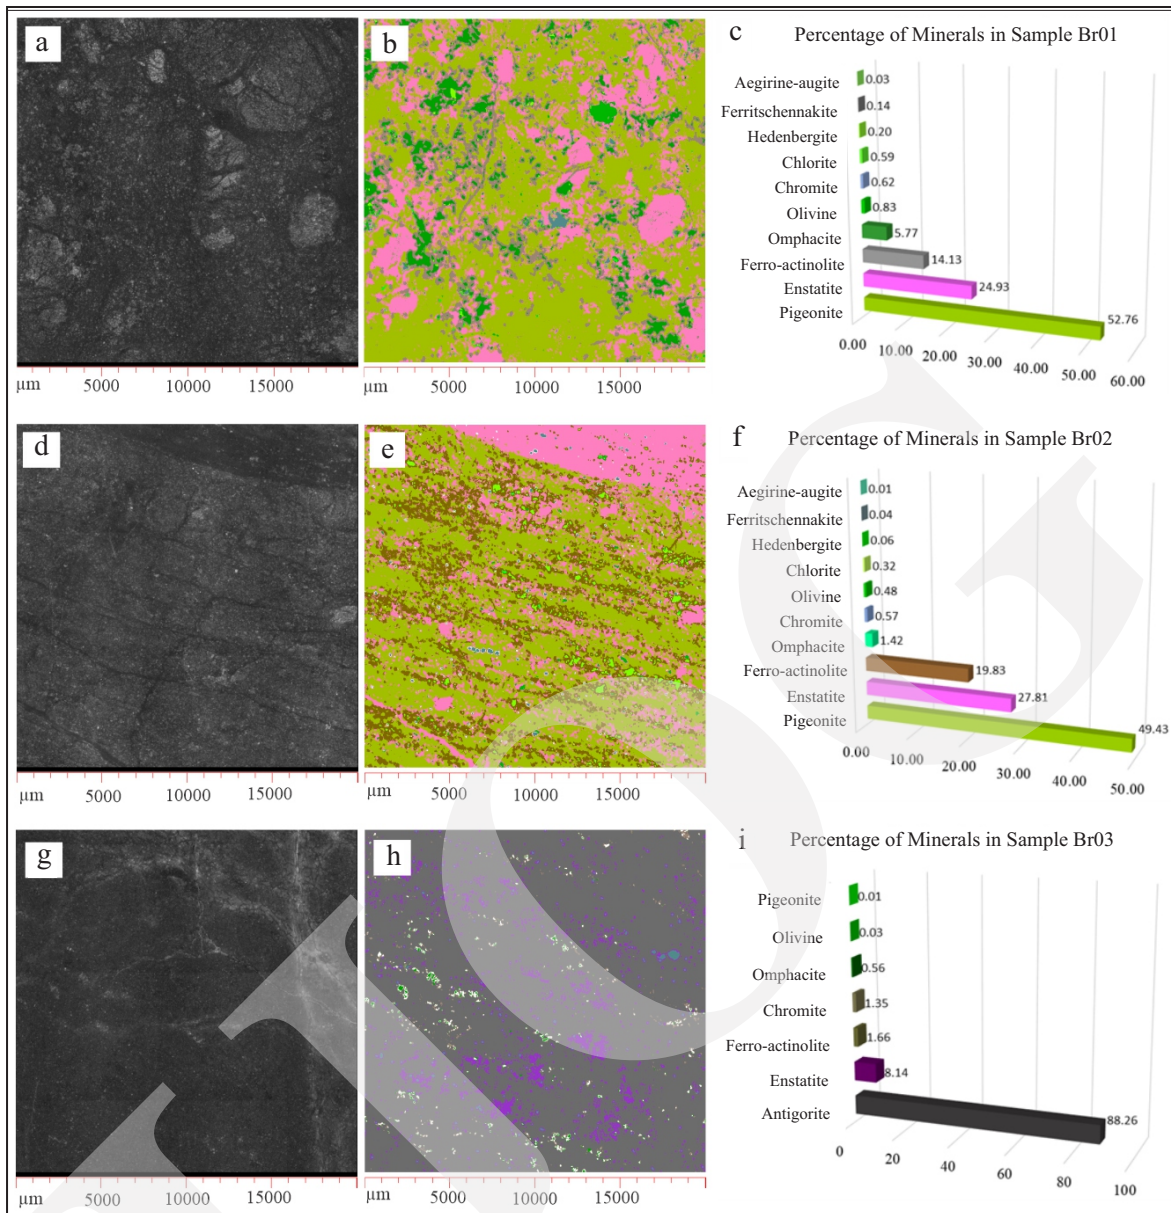 a
b
c Percentage of Minerals in Sample Br01
Aegirine-augite 0.03
Ferritschennakite 0.14
Hedenbergite 0.20
Chlorite 0.59
Chromite 0.62
Olivine 0.83
Omphacite 5.77
Ferro-actinolite 14.13
Enstatite 24.93
Pigeonite 52.76
0.00 10.00 20.00 30.00 40.00 50.00 60.00
µm 5000 10000 15000
µm 5000 10000 15000
d
e
f Percentage of Minerals in Sample Br02
Aegirine-augite 0.01
Ferritschennakite 0.04
Hedenbergite 0.06
Chlorite 0.32
Olivine 0.48
Chromite 0.57
Omphacite 1.42
Ferro-actinolite 19.83
Enstatite 27.81
Pigeonite 49.43
0.00 10.00 20.00 30.00 40.00 50.00
µm 5000 10000 15000
µm 5000 10000 15000
g
h
i Percentage of Minerals in Sample Br03
Pigeonite 0.01
Olivine 0.03
Omphacite 0.56
Chromite 1.35
Ferro-actinolite 1.66
Enstatite 8.14
Antigorite 88.26
0 20 40 60 80 100
µm 5000 10000 15000
µm 5000 10000 15000